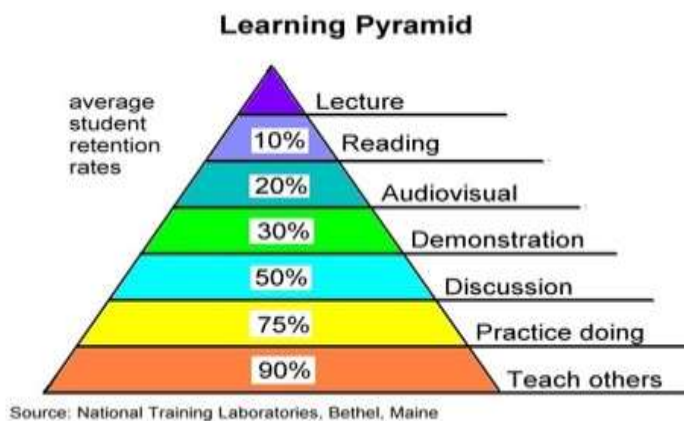 Learning Pyramid
average
student
retention
rates
Lecture
10% Reading
20% Audiovisual
30% Demonstration
50% Discussion
75% Practice doing
90% Teach others
Source: National Training Laboratories, Bethel, Maine